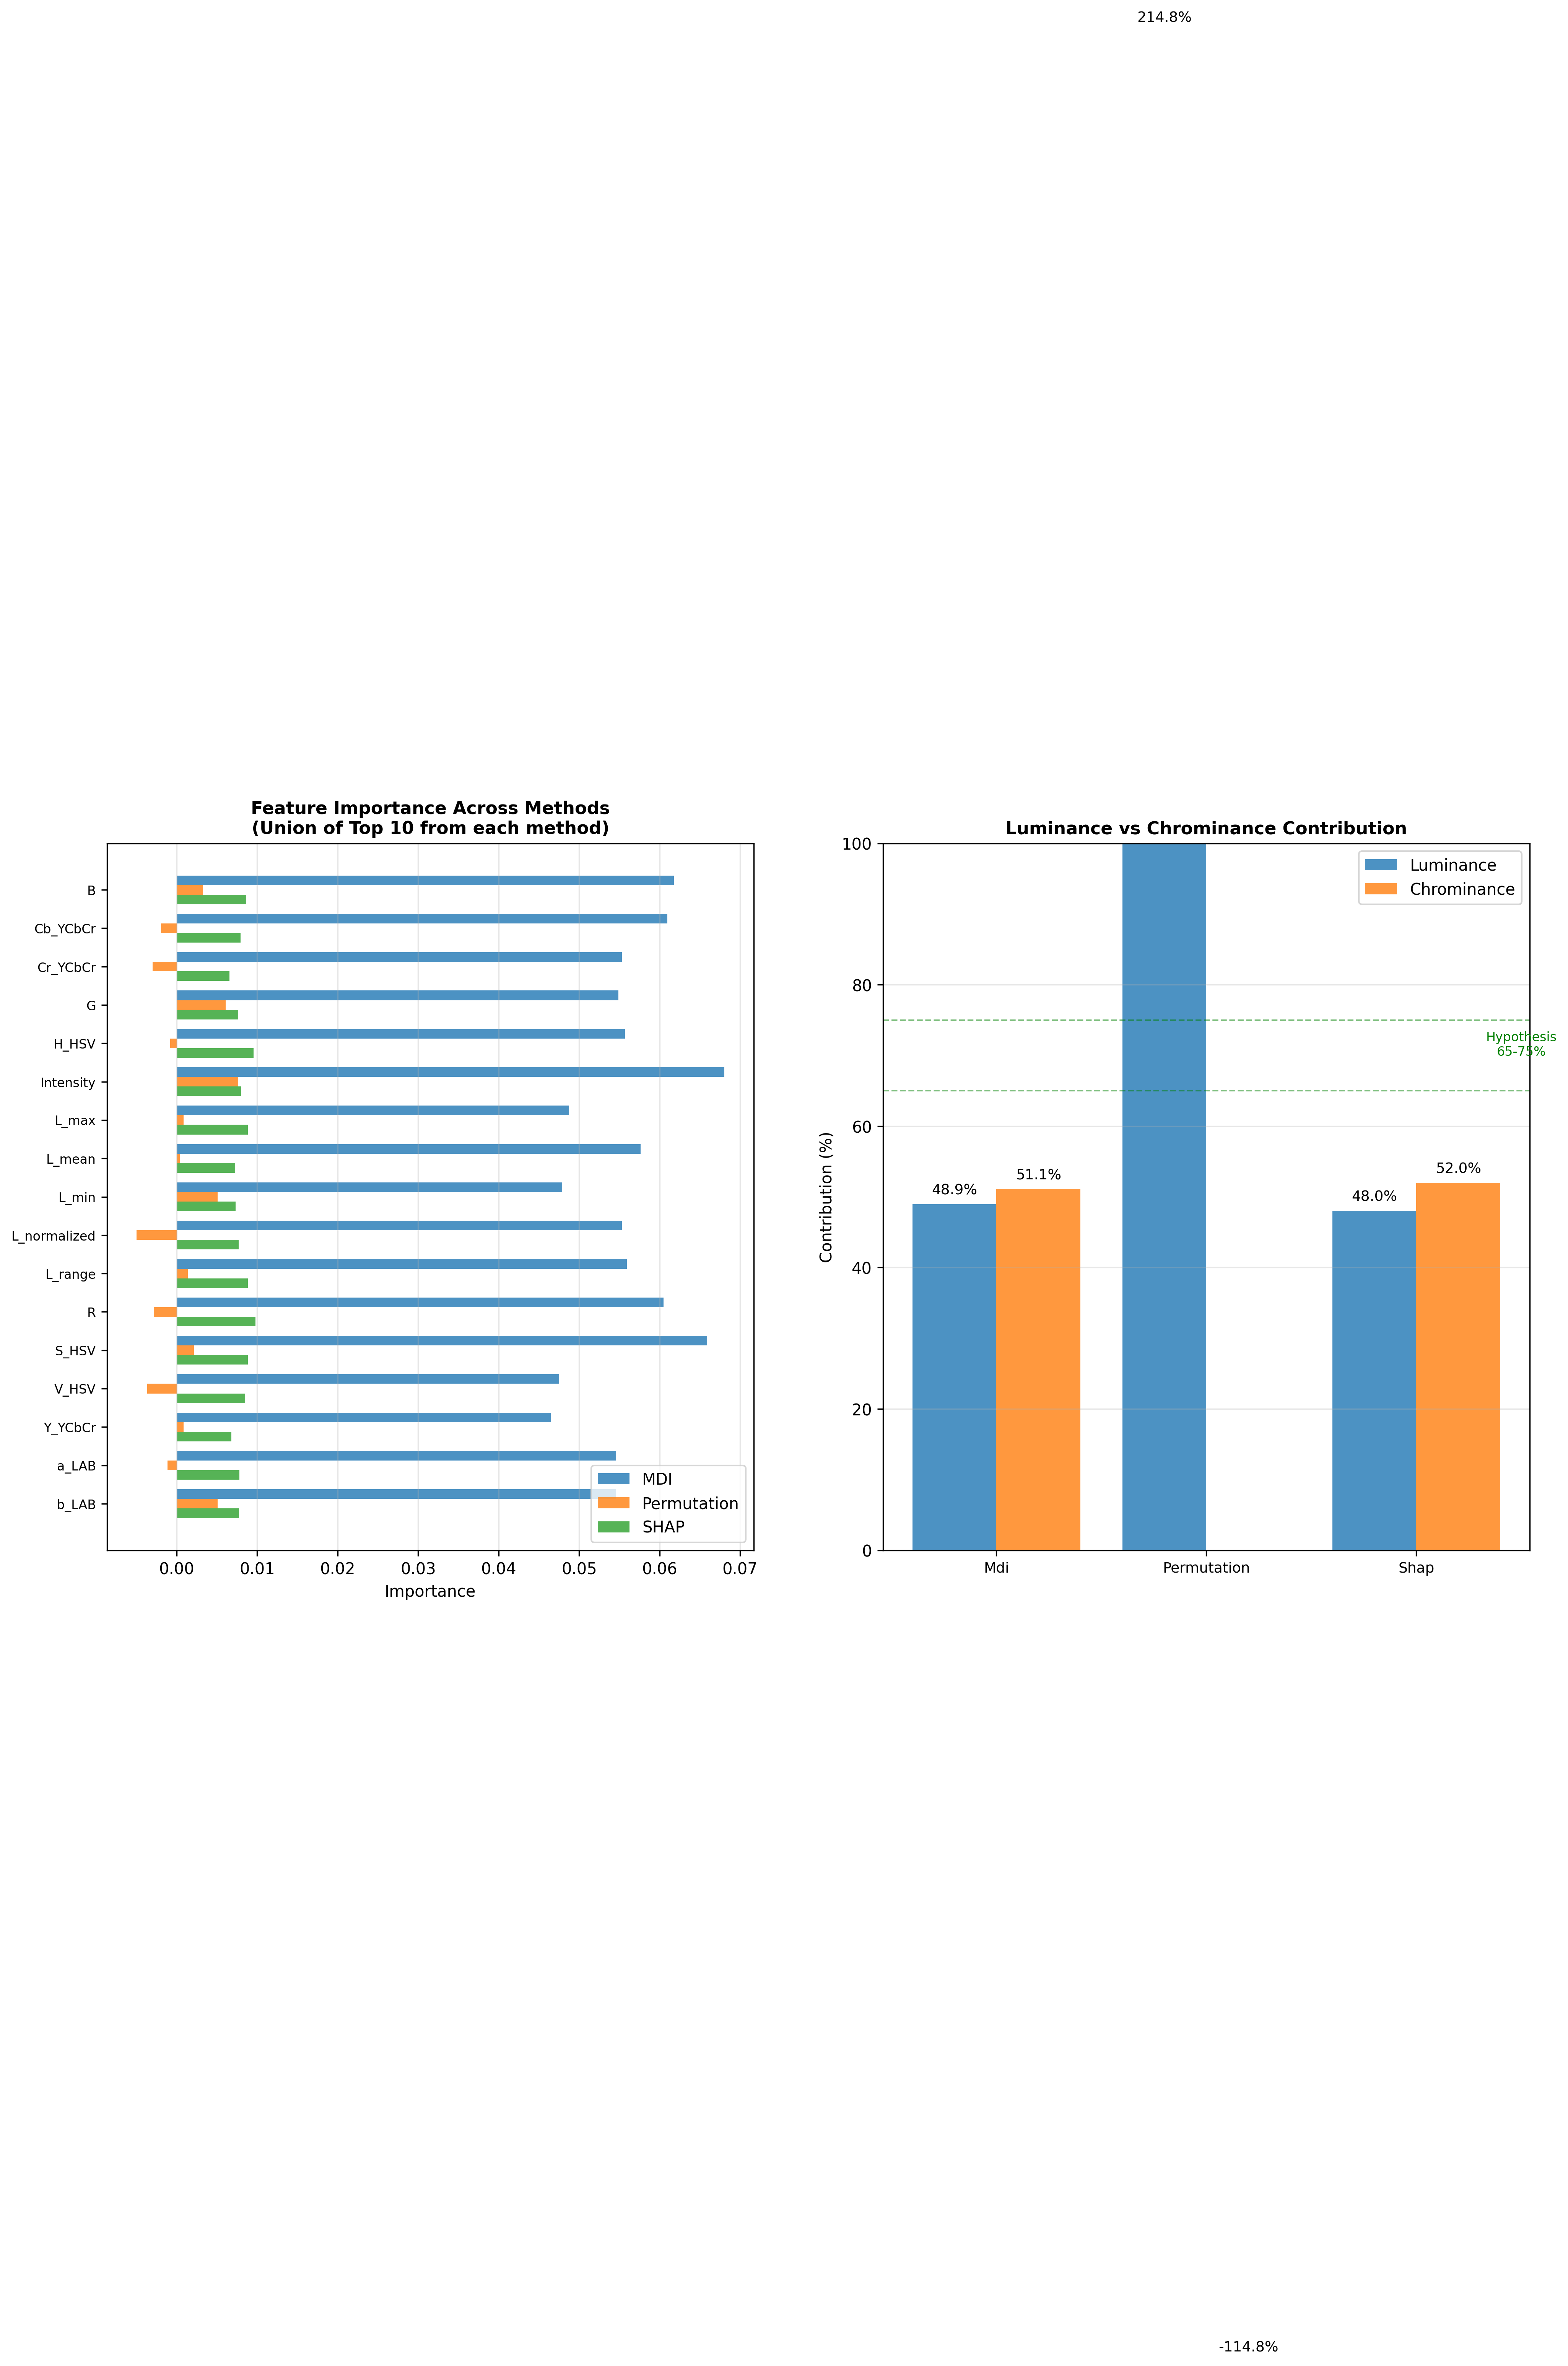 214.8%
Feature Importance Across Methods
(Union of Top 10 from each method)
B
Cb_YCbCr
Cr_YCbCr
G
H_HSV
Intensity
L_max
L_mean
L_min
L_normalized
L_range
R
S_HSV
V_HSV
Y_YCbCr
a_LAB
b_LAB
MDI
Permutation
SHAP
0.00 0.01 0.02 0.03 0.04 0.05 0.06 0.07
Importance
Luminance vs Chrominance Contribution
Luminance
Chrominance
100
80
60
40
20
0
Contribution (%)
Hypothesis
65-75%
48.9%
51.1%
48.0%
52.0%
Mdi Permutation Shap
-114.8%